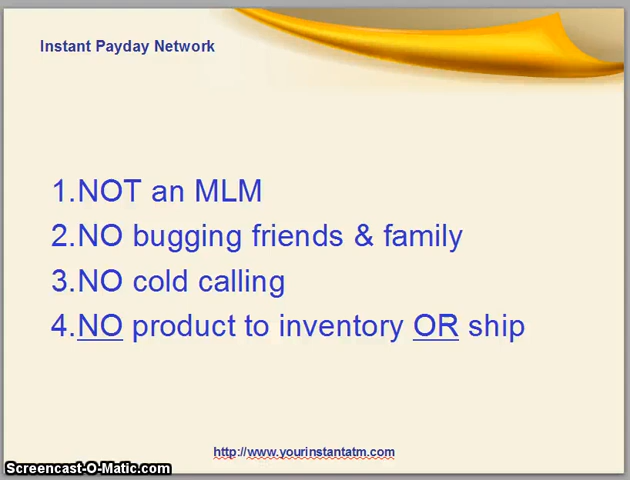 Instant Payday Network
1.NOT an MLM
2.NO bugging friends & family
3.NO cold calling
4.NO product to inventory OR ship
http://www.yourinstantatm.com
Screencast-O-Matic.com